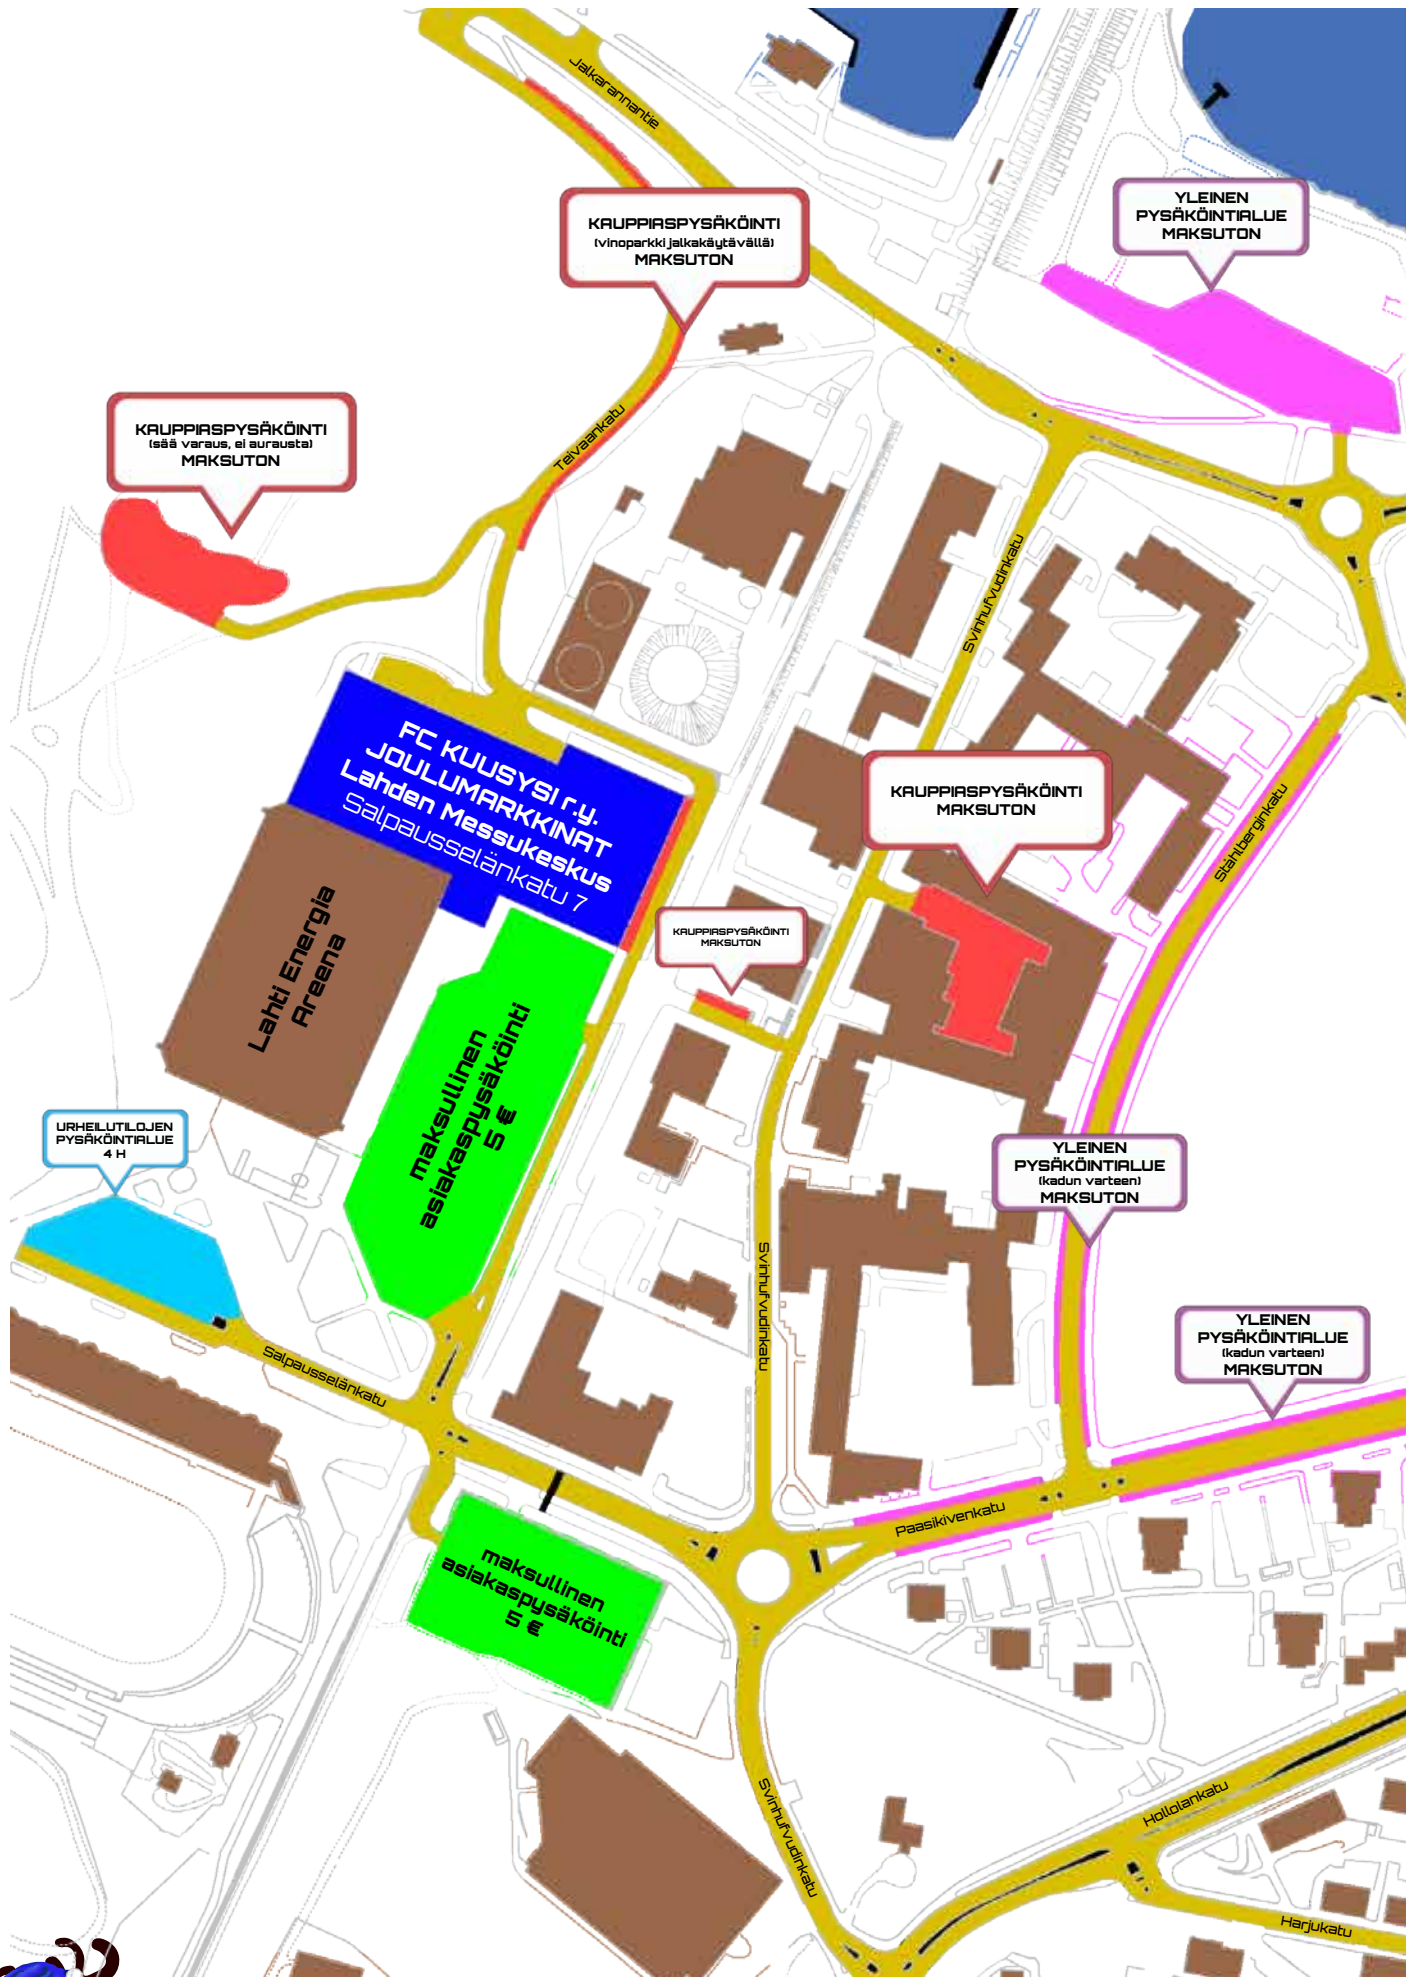 Jalkarannantie
KAUPPIASPYSÄKÖINTI
(vinoparkki jalkakäytävällä)
MAKSUTON
YLEINEN
PYSÄKÖINTIALUE
MAKSUTON
KAUPPIASPYSÄKÖINTI
(sää varaus, ei aurausta)
MAKSUTON
Teivaankatu
Svinhufvudinkatu
FC KUUSYSI r.y.
JOULUMARKKINAT
Lahden Messukeskus
Salpausselänkatu 7
KAUPPIASPYSÄKÖINTI
MAKSUTON
Ståhlberginkatu
Lahti Energia
Areena
KAUPPIASPYSÄKÖINTI
MAKSUTON
maksullinen
asiakaspysäköinti
5 €
URHEILUTILOJEN
PYSÄKÖINTIALUE
4 H
YLEINEN
PYSÄKÖINTIALUE
(kadun varteen)
MAKSUTON
Svinhufvudinkatu
YLEINEN
PYSÄKÖINTIALUE
(kadun varteen)
MAKSUTON
Salpausselänkatu
Paasikivenkatu
maksullinen
asiakaspysäköinti
5 €
Svinhufvudinkatu
Hollolankatu
Harjukatu